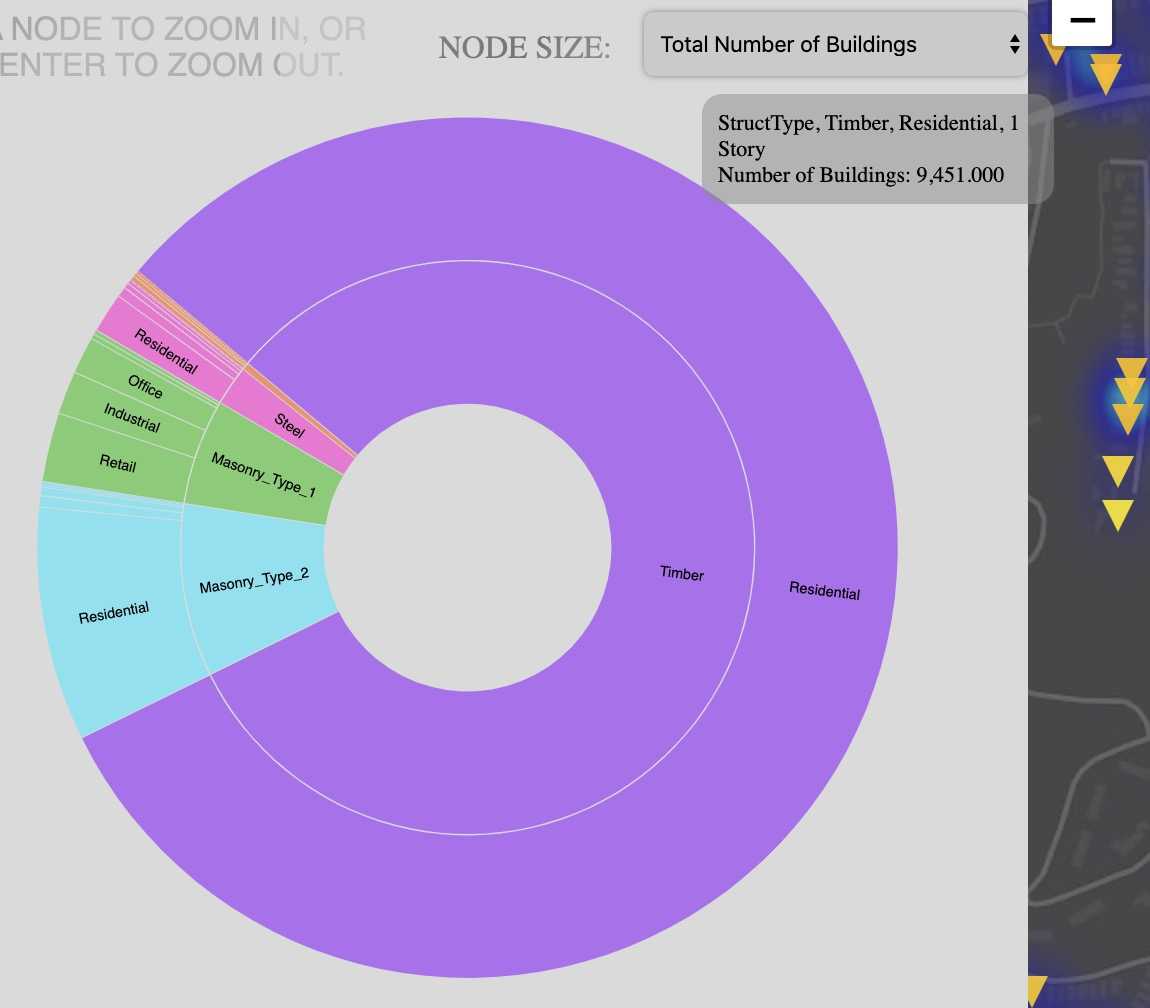 A NODE TO ZOOM IN, OR
ENTER TO ZOOM OUT.
NODE SIZE:
Total Number of Buildings
StructType, Timber, Residential, 1
Story
Number of Buildings: 9,451.000
Residential
Office
Industrial
Retail
Steel
Masonry_Type_1
Masonry_Type_2
Residential
Timber
Residential